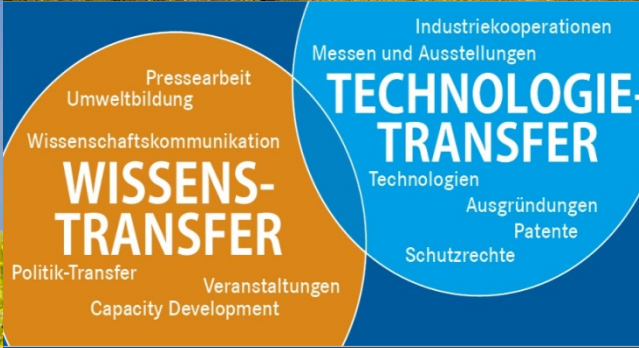 Pressearbeit
Umweltbildung
Wissenschaftskommunikation
WISSENS-
TRANSFER
Politik-Transfer
Veranstaltungen
Capacity Development
Industriekooperationen
Messen und Ausstellungen
TECHNOLOGIE-
TRANSFER
Technologien
Ausgründungen
Patente
Schutzrechte